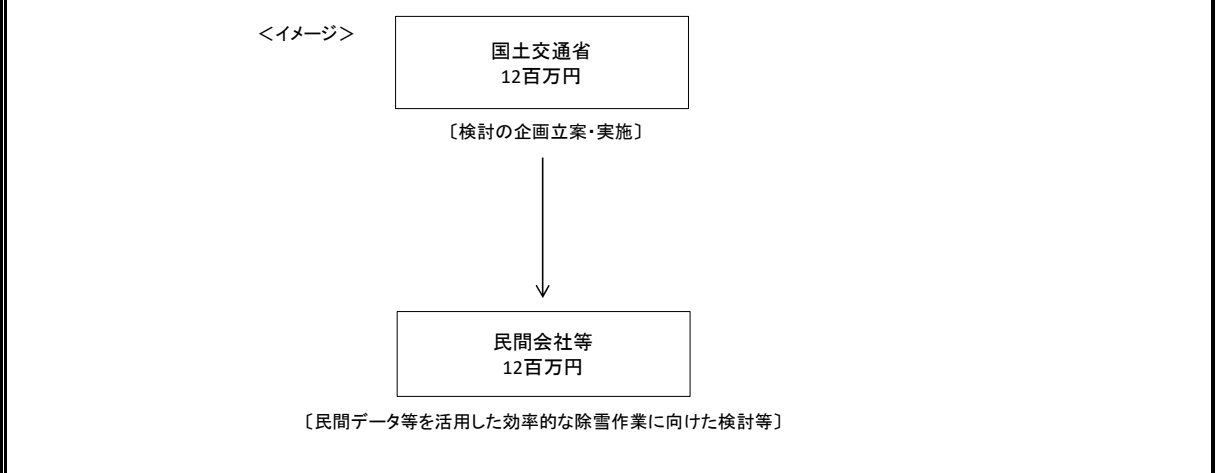 ＜イメージ＞
国土交通省
12百万円
〔検討の企画立案・実施〕
民間会社等
12百万円
〔民間データ等を活用した効率的な除雪作業に向けた検討等〕